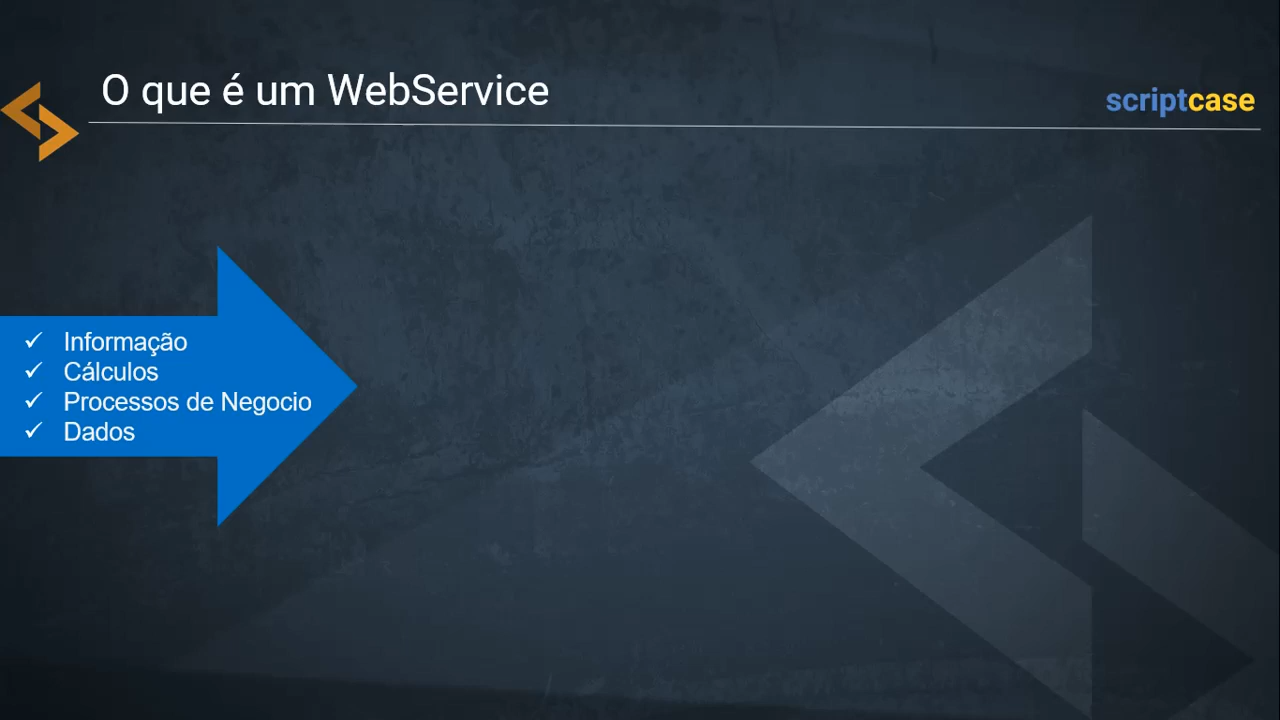 O que é um WebService
scriptcase
Informação
Cálculos
Processos de Negocio
Dados